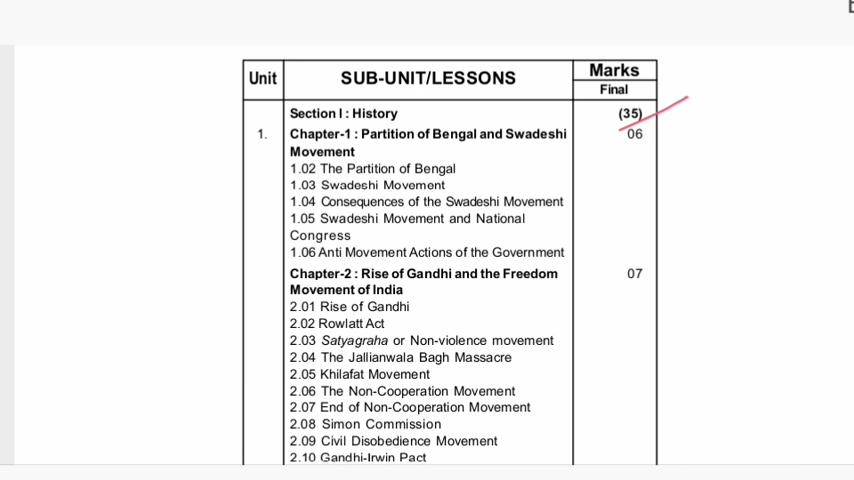 Unit
SUB-UNIT/LESSONS
Marks
Final
Section I : History (35)
1. Chapter-1 : Partition of Bengal and Swadeshi 06
Movement
1.02 The Partition of Bengal
1.03 Swadeshi Movement
1.04 Consequences of the Swadeshi Movement
1.05 Swadeshi Movement and National
Congress
1.06 Anti Movement Actions of the Government
Chapter-2 : Rise of Gandhi and the Freedom 07
Movement of India
2.01 Rise of Gandhi
2.02 Rowlatt Act
2.03 Satyagraha or Non-violence movement
2.04 The Jallianwala Bagh Massacre
2.05 Khilafat Movement
2.06 The Non-Cooperation Movement
2.07 End of Non-Cooperation Movement
2.08 Simon Commission
2.09 Civil Disobedience Movement
2.10 Gandhi-Irwin Pact